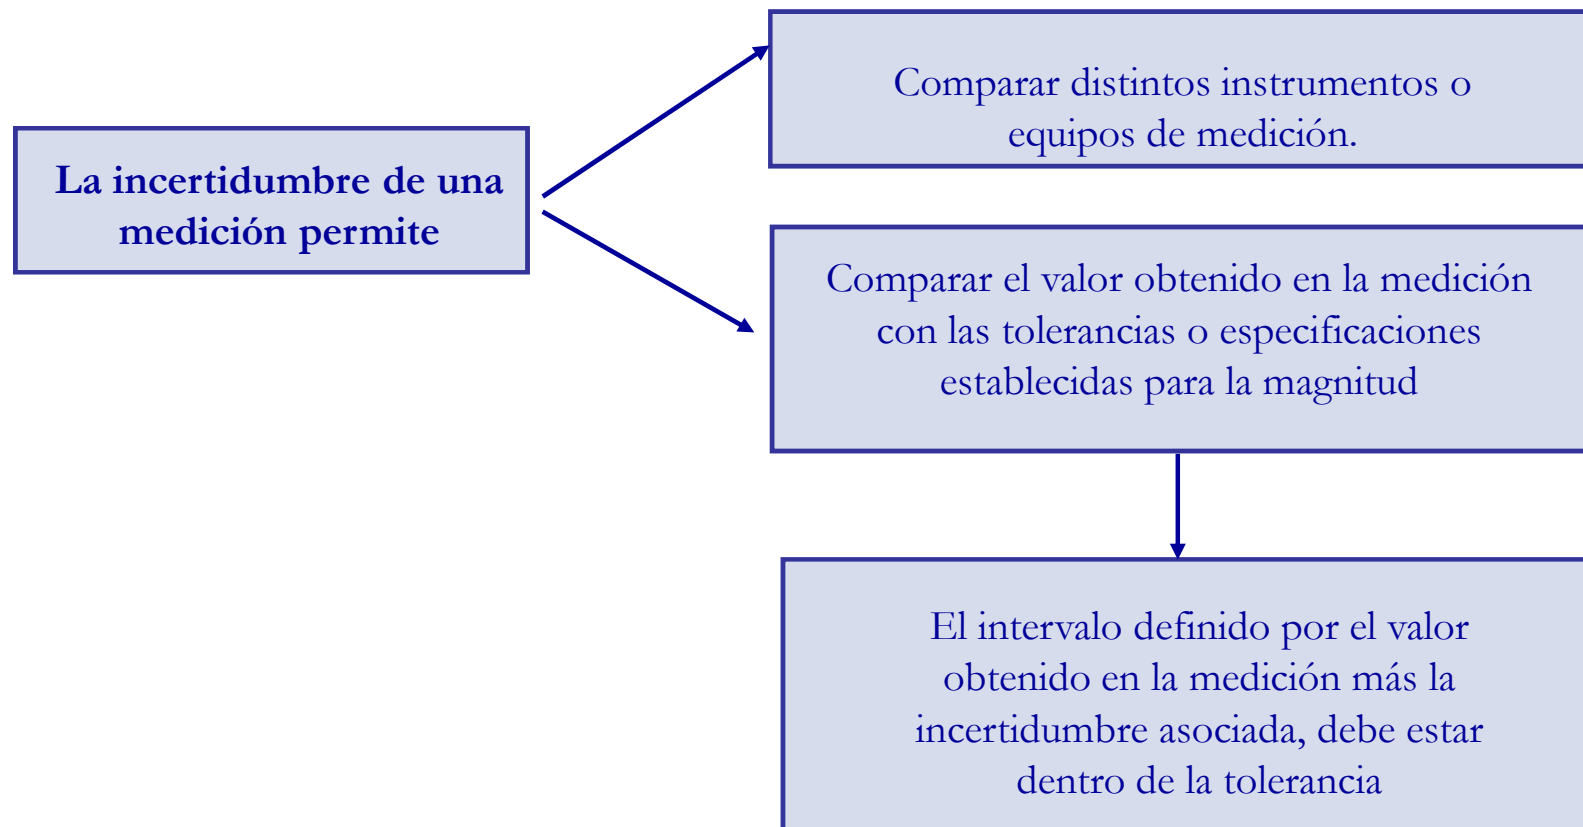 La incertidumbre de una
medición permite
Comparar distintos instrumentos o
equipos de medición.
Comparar el valor obtenido en la medición
con las tolerancias o especificaciones
establecidas para la magnitud
El intervalo definido por el valor
obtenido en la medición más la
incertidumbre asociada, debe estar
dentro de la tolerancia